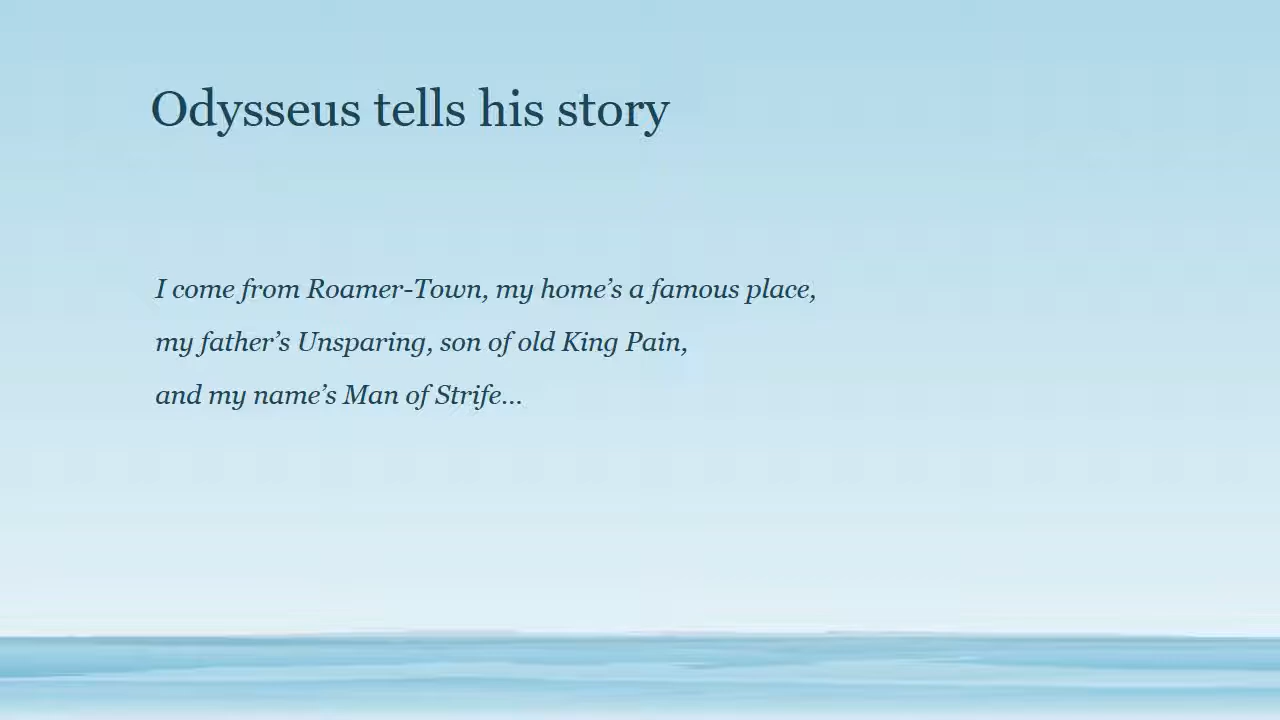 Odysseus tells his story
I come from Roamer-Town, my home’s a famous place,
my father’s Unsparing, son of old King Pain,
and my name’s Man of Strife…